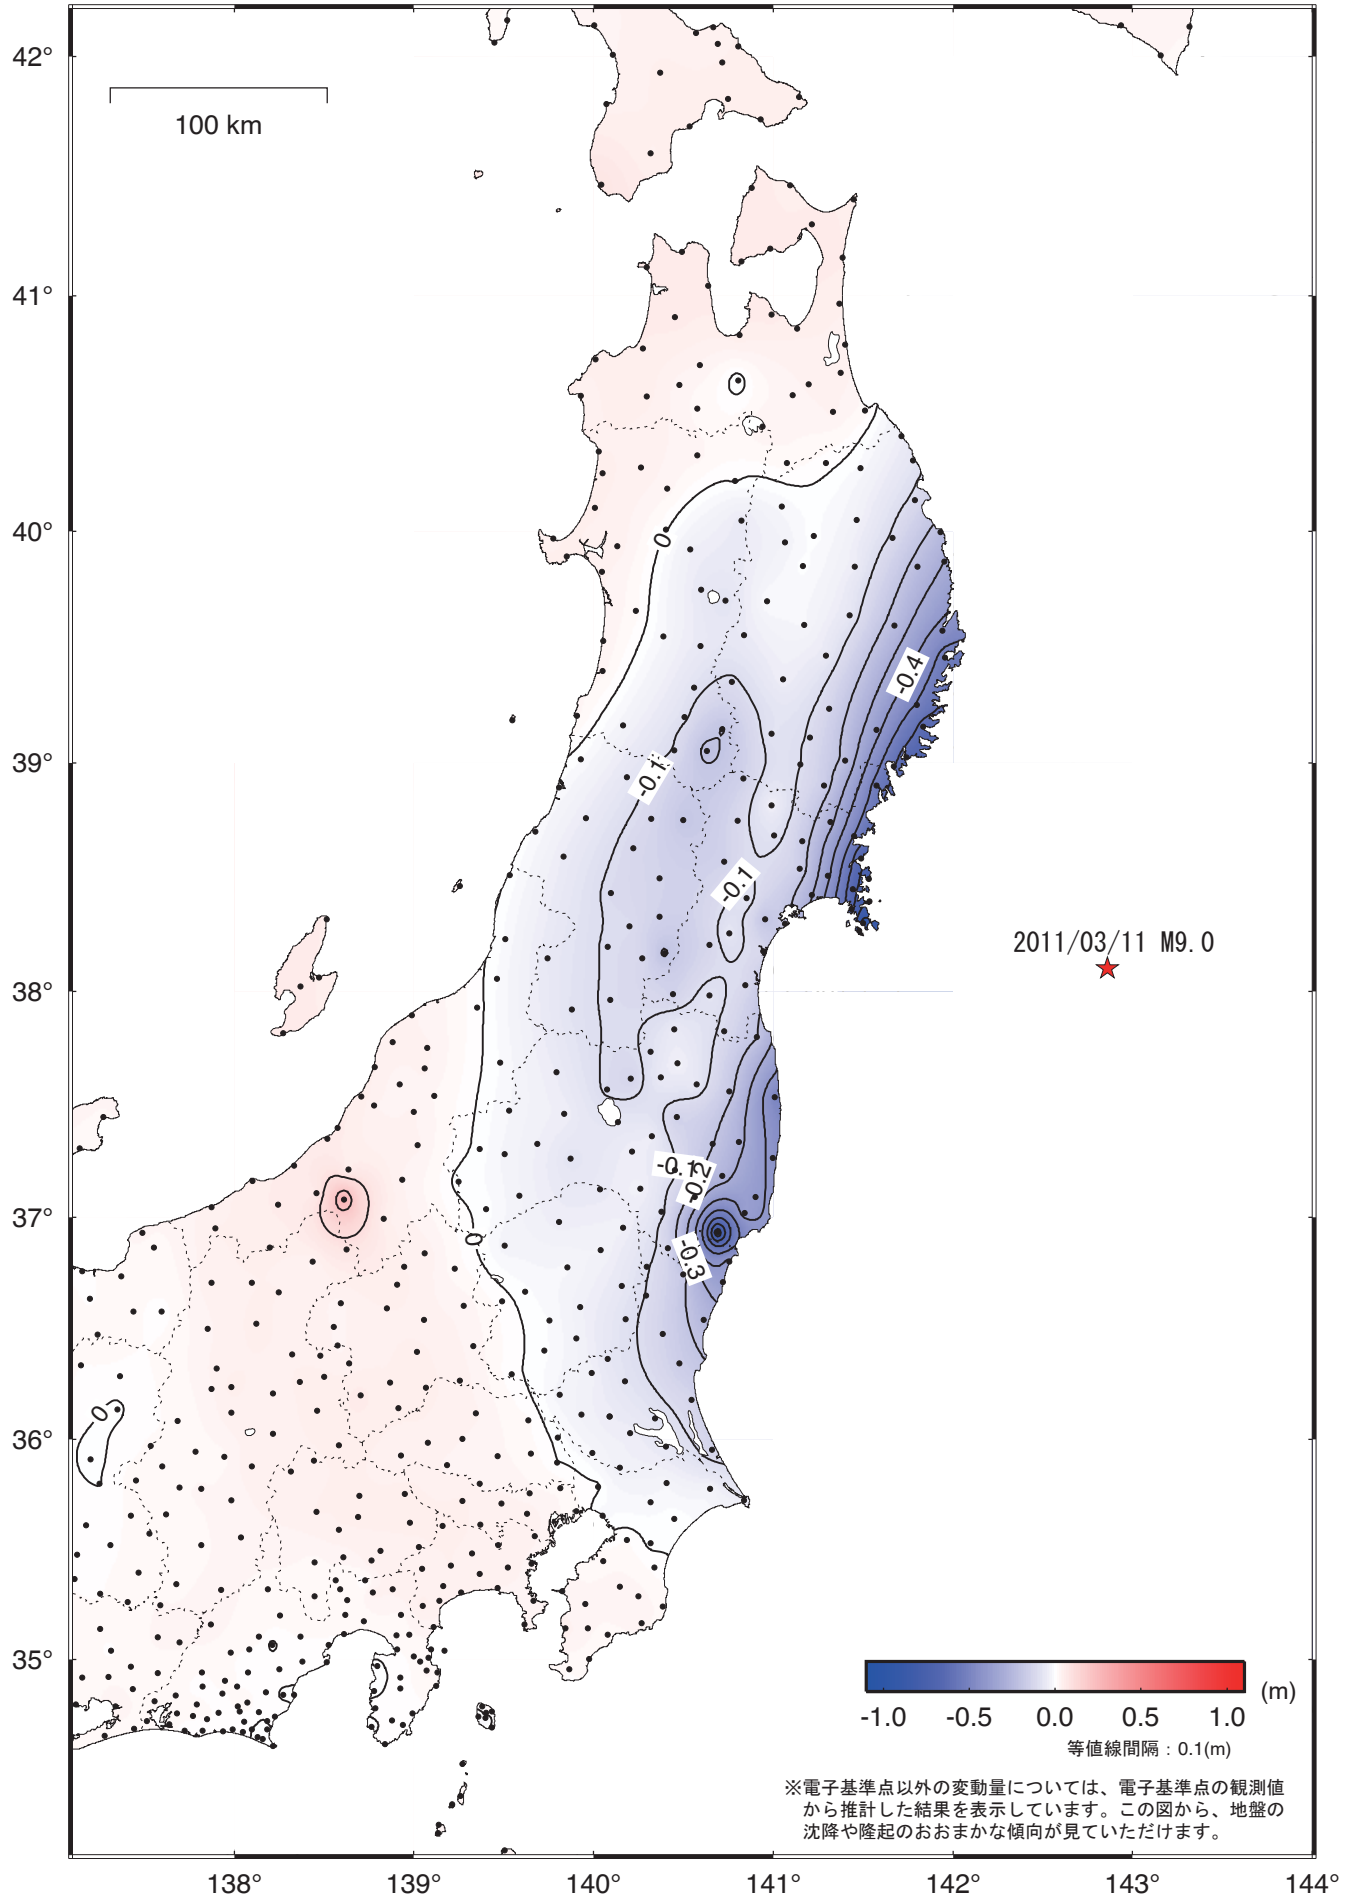 42°
100 km
41°
40°
0
-0.4
39°
-0.1
-0.1
2011/03/11 M9.0
38°
-0.1
-0.2
37°
0
-0.3
0
36°
35°
(m)
-1.0 -0.5 0.0 0.5 1.0
等値線間隔：0.1(m)
※電子基準点以外の変動量については、電子基準点の観測値
から推計した結果を表示しています。この図から、地盤の
沈降や隆起のおおまかな傾向が見ていただけます。
138° 139° 140° 141° 142° 143° 144°